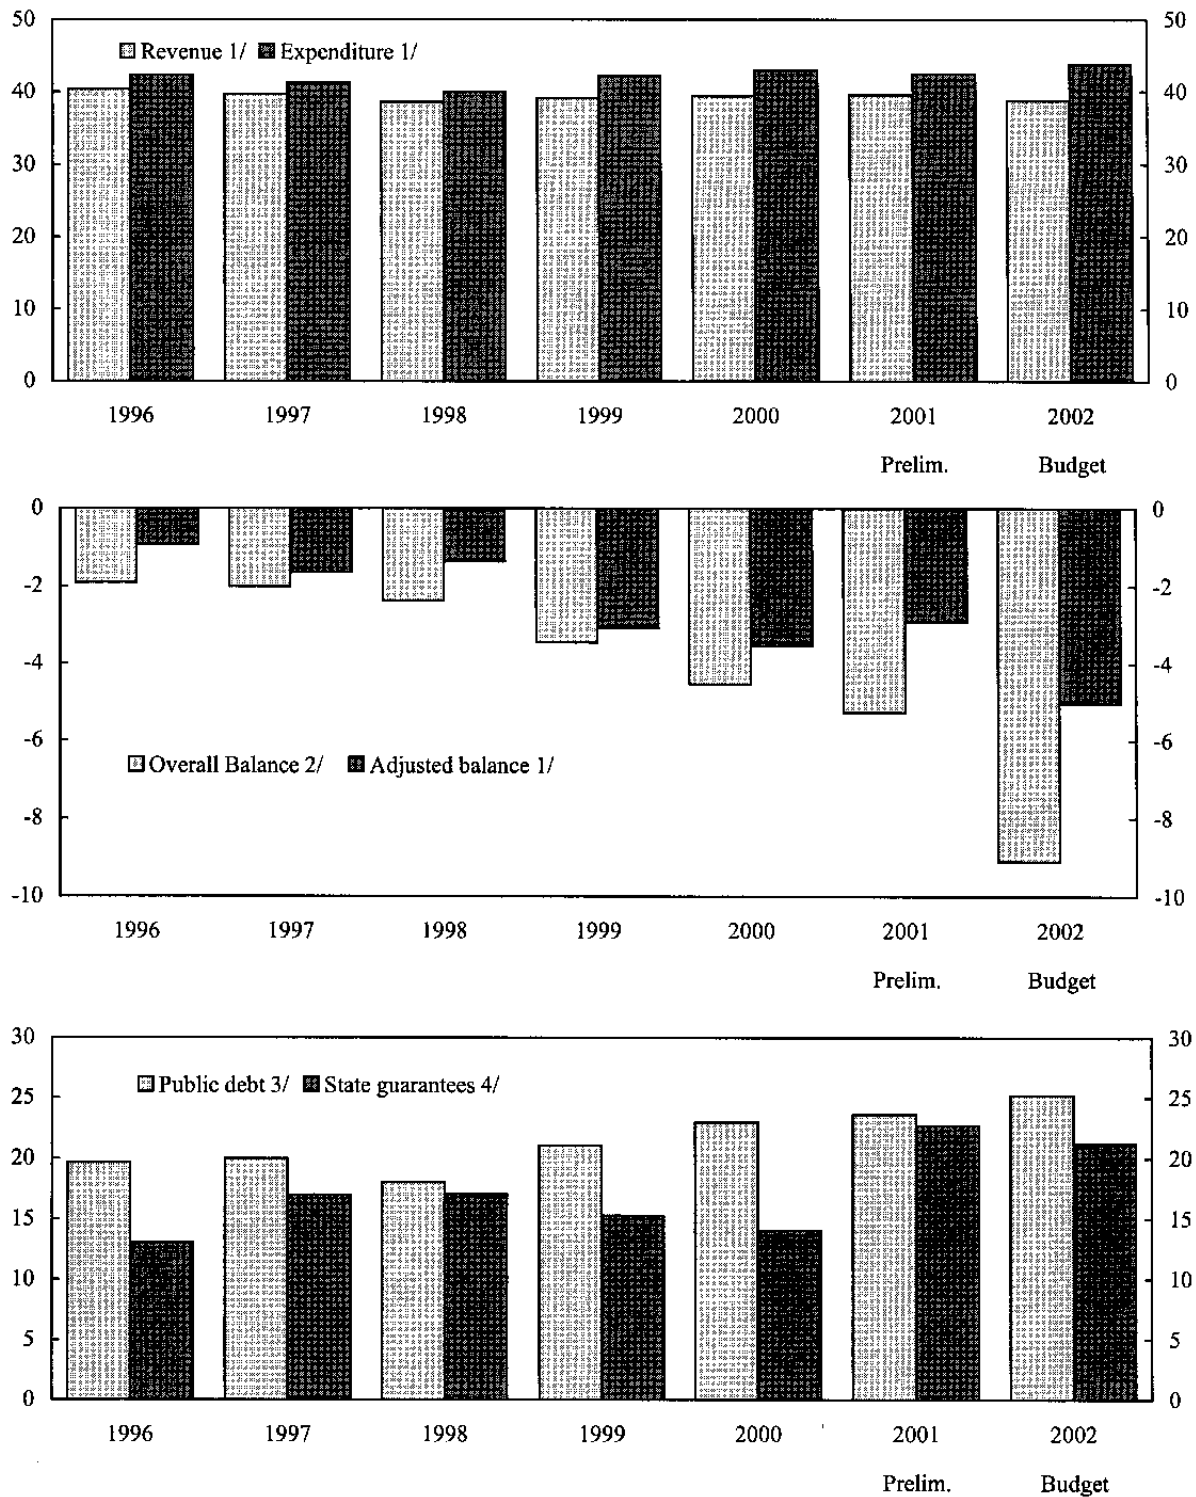 50 50
Revenue 1/ Expenditure 1/
40 40
30 30
20 20
10 10
0 0
1996 1997 1998 1999 2000 2001 2002
Prelim. Budget
0 0
-2 -2
-4 -4
-6 -6
Overall Balance 2/ Adjusted balance 1/
-8 -8
-10 -10
1996 1997 1998 1999 2000 2001 2002
Prelim. Budget
30 30
Public debt 3/ State guarantees 4/
25 25
20 20
15 15
10 10
5 5
0 0
1996 1997 1998 1999 2000 2001 2002
Prelim. Budget